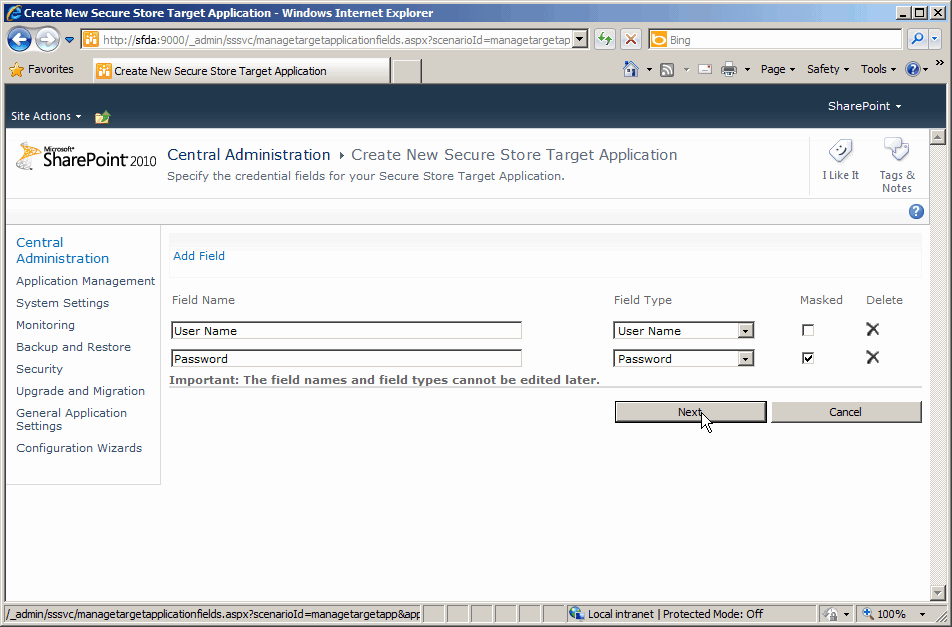 Create New Secure Store Target Application - Windows Internet Explorer
http://sfda:9000/_admin/sssvc/managetargetapplicationfields.aspx?scenarioId=managetargetapp
Bing
Favorites
Create New Secure Store Target Application
Page
Safety
Tools
SharePoint
Site Actions
Microsoft®
SharePoint 2010
Central Administration
Create New Secure Store Target Application
Specify the credential fields for your Secure Store Target Application.
I Like It
Tags & Notes
Central Administration
Application Management
System Settings
Monitoring
Backup and Restore
Security
Upgrade and Migration
General Application Settings
Configuration Wizards
Add Field
Field Name
Field Type
Masked
Delete
User Name
User Name
Password
Password
Important: The field names and field types cannot be edited later.
Next
Cancel
/_admin/sssvc/managetargetapplicationfields.aspx?scenarioId=managetargetapp&app
Local intranet | Protected Mode: Off
100%